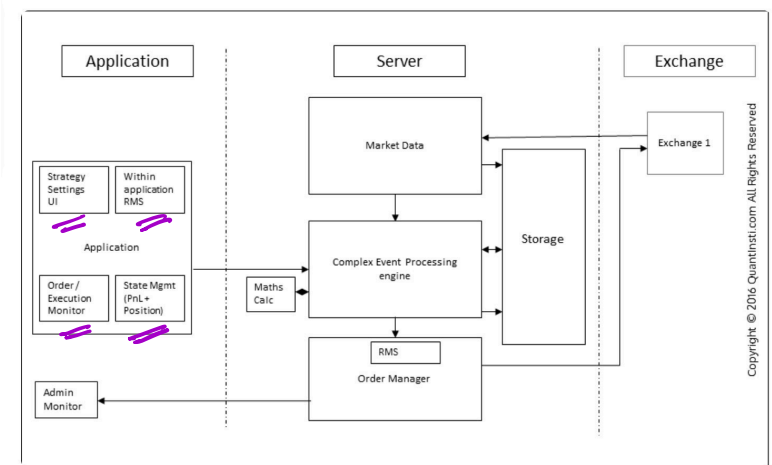 Application
Server
Exchange
Market Data
Exchange 1
Strategy
Settings
UI
Within
application
RMS
Application
Order /
Execution
Monitor
State Mgmt
(PnL+
Position)
Complex Event Processing
engine
Maths
Calc
Storage
RMS
Order Manager
Admin
Monitor
Copyright © 2016 QuantInsti.com All Rights Reserved